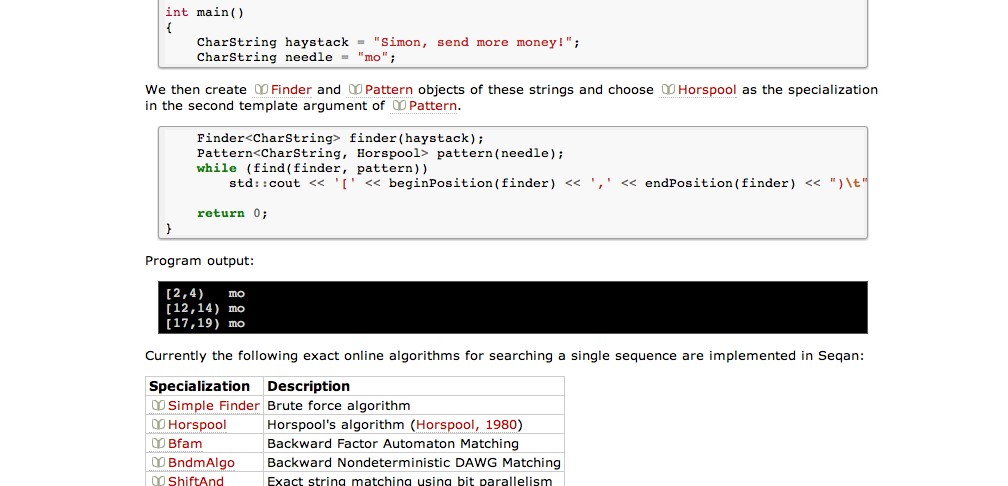 int main()
{
    CharString haystack = "Simon, send more money!";
    CharString needle = "mo";
We then create Finder and Pattern objects of these strings and choose Horspool as the specialization
in the second template argument of Pattern.
    Finder<CharString> finder(haystack);
    Pattern<CharString, Horspool> pattern(needle);
    while (find(finder, pattern))
        std::cout << '[' << beginPosition(finder) << ',' << endPosition(finder) << ")\t"
    return 0;
}
Program output:
[2,4)   mo
[12,14) mo
[17,19) mo
Currently the following exact online algorithms for searching a single sequence are implemented in Seqan:
Specialization Description
Simple Finder Brute force algorithm
Horspool Horspool's algorithm (Horspool, 1980)
Bfam Backward Factor Automaton Matching
BndmAlgo Backward Nondeterministic DAWG Matching
ShiftAnd Exact string matching using bit parallelism